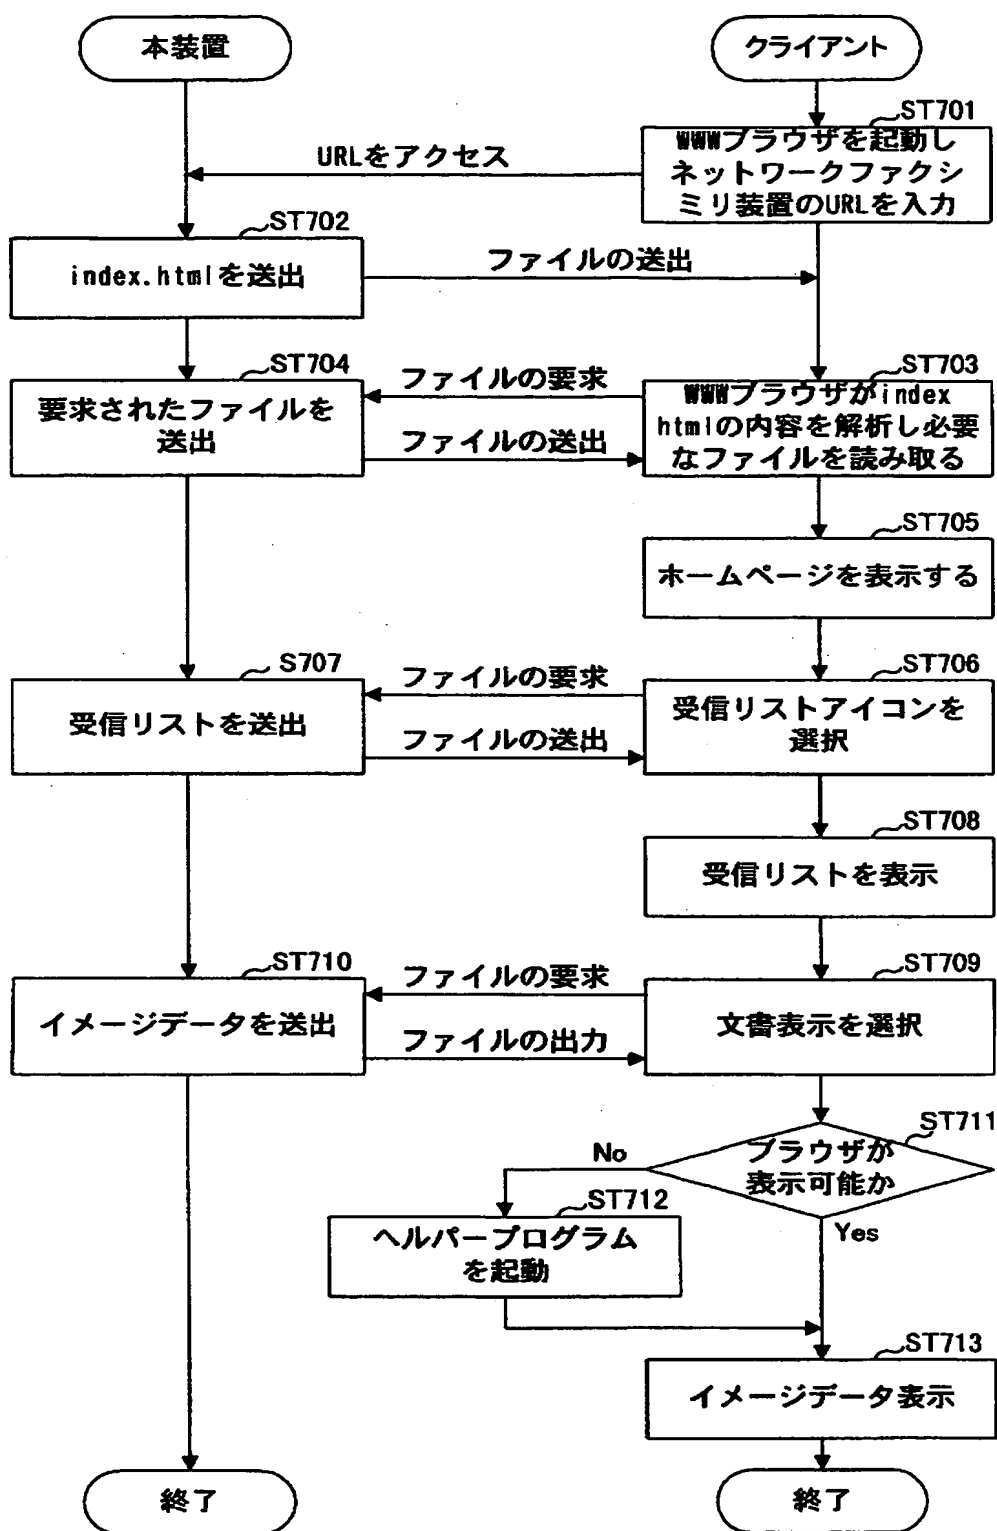 本装置
クライアント
ST701
WWWブラウザを起動し
ネットワークファクシ
ミリ装置のURLを入力
URLをアクセス
ST702
index.htmlを送出
ファイルの送出
ST704
要求されたファイルを
送出
ファイルの要求
ファイルの送出
ST703
WWWブラウザがindex
htmlの内容を解析し必要
なファイルを読み取る
ST705
ホームページを表示する
S707
受信リストを送出
ファイルの要求
ファイルの送出
ST706
受信リストアイコンを
選択
ST708
受信リストを表示
ST710
イメージデータを送出
ファイルの要求
ファイルの出力
ST709
文書表示を選択
ST711
ブラウザが
表示可能か
No
Yes
ST712
ヘルパープログラム
を起動
ST713
イメージデータ表示
終了
終了